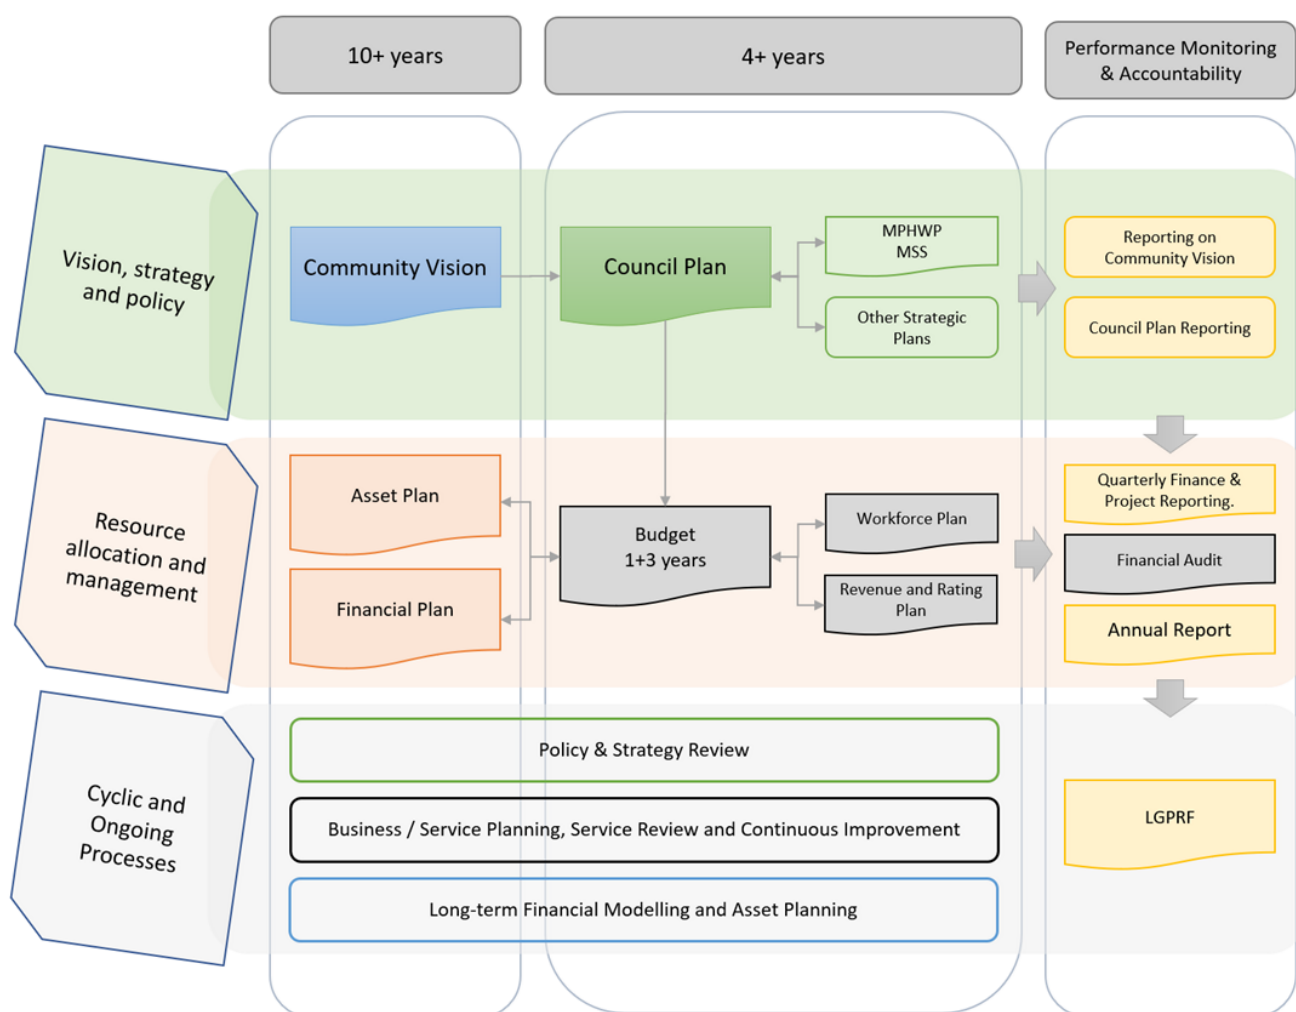 10+ years
4+ years
Performance Monitoring
& Accountability
Vision, strategy
and policy
Community Vision
Council Plan
MPHWP
MSS
Other Strategic
Plans
Reporting on
Community Vision
Council Plan Reporting
Resource
allocation and
management
Asset Plan
Financial Plan
Budget
1+3 years
Workforce Plan
Revenue and Rating
Plan
Quarterly Finance &
Project Reporting.
Financial Audit
Annual Report
Cyclic and
Ongoing
Processes
Policy & Strategy Review
Business / Service Planning, Service Review and Continuous Improvement
Long-term Financial Modelling and Asset Planning
LGPRF